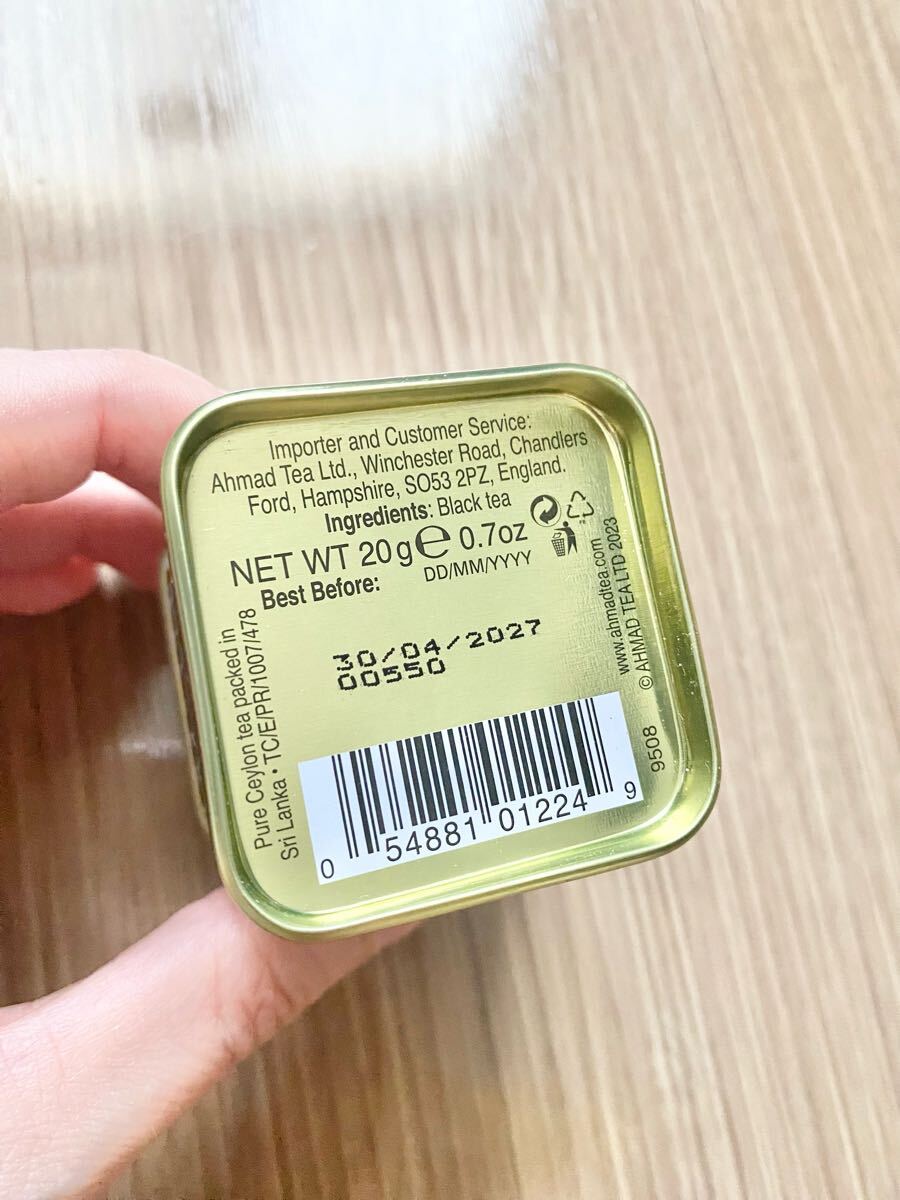 Importer and Customer Service:
Ahmad Tea Ltd., Winchester Road, Chandlers
Ford, Hampshire, SO53 2PZ, England.
Ingredients: Black tea
NET WT 20g℮ 0.7oz
Best Before: DD/MM/YYYY
30/04/2027
00550
Pure Ceylon tea packed in
Sri Lanka • TC/E/PR/1007/478
www.ahmadtea.com
© AHMAD TEA LTD 2023
9508
0 54881 01224 9